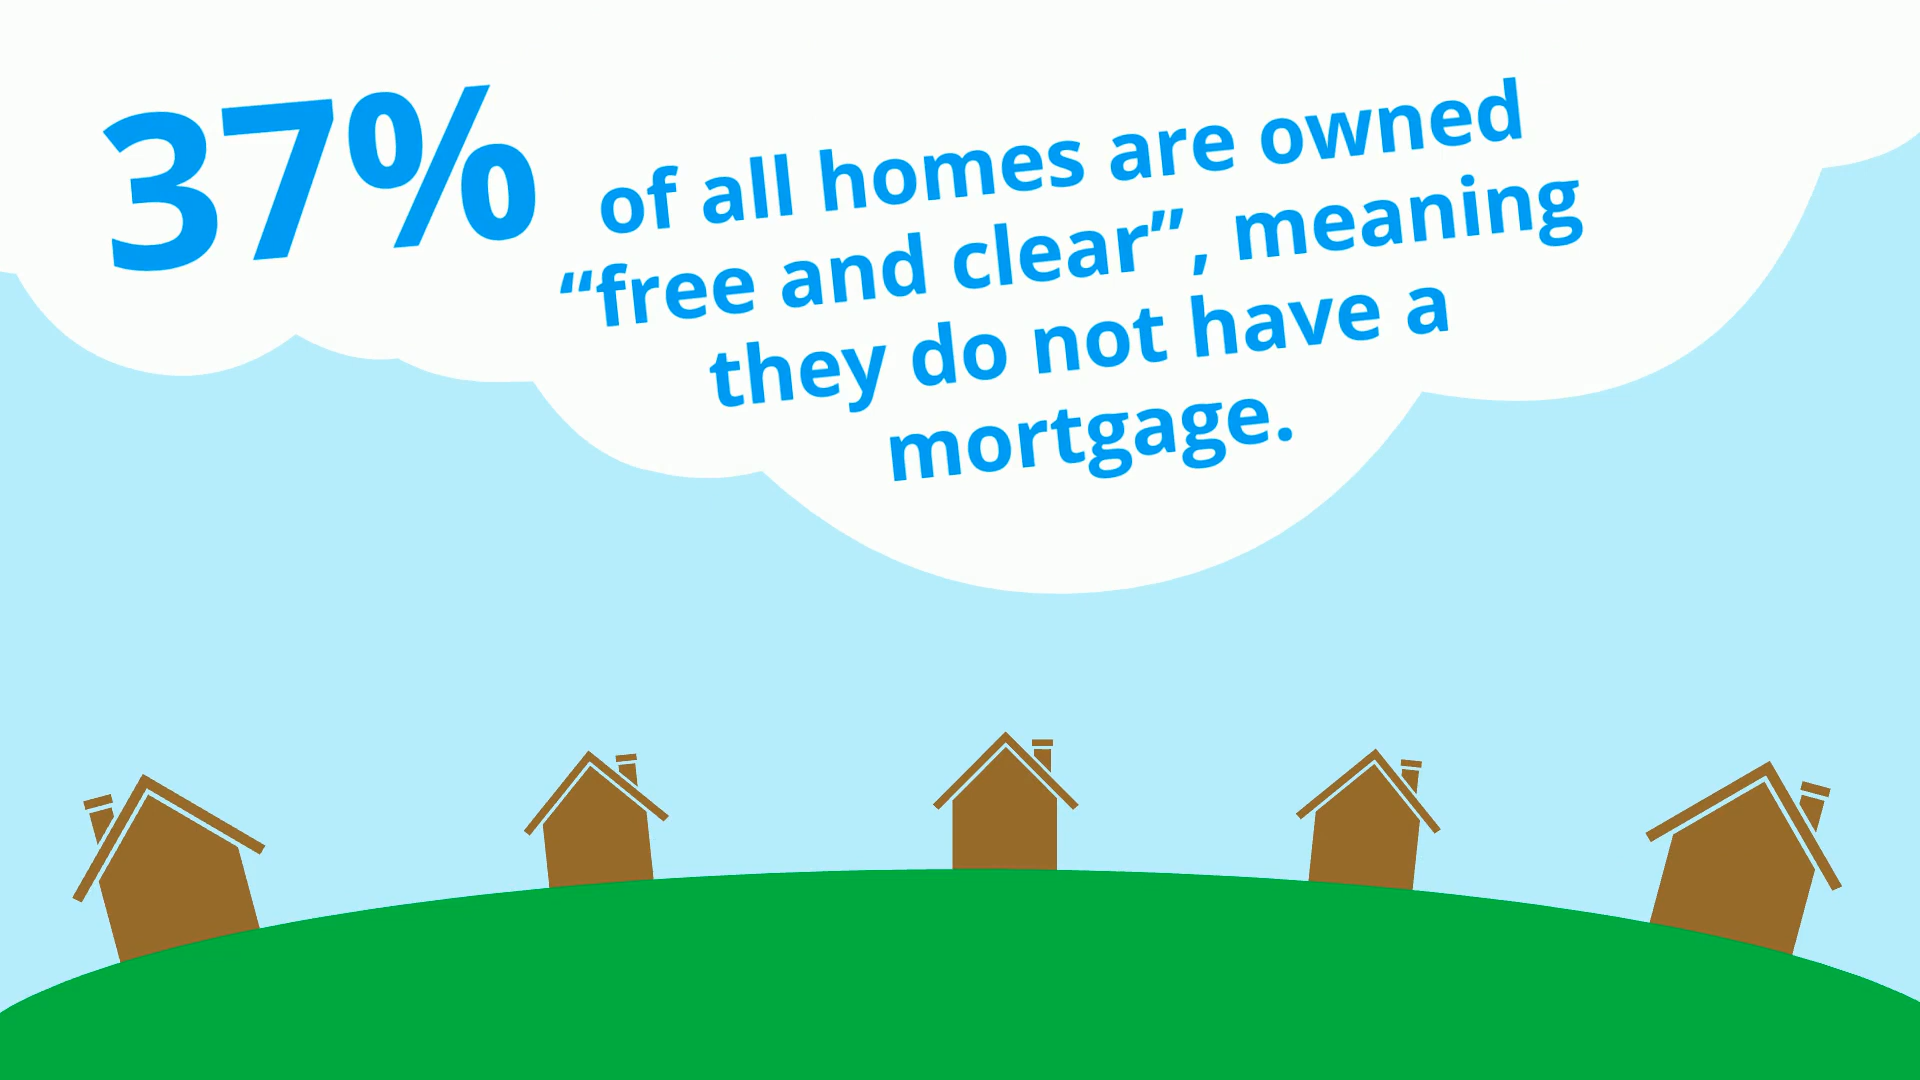 37% of all homes are owned
“free and clear”, meaning
they do not have a
mortgage.